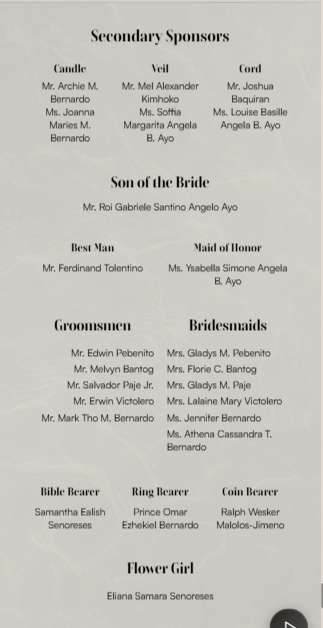 Secondary Sponsors
Candle
Mr. Archie M.
Bernardo
Ms. Joanna
Maries M.
Bernardo
Veil
Mr. Mel Alexander
Kimhoko
Ms. Soffia
Margarita Angela
B. Ayo
Cord
Mr. Joshua
Baquiran
Ms. Louise Basille
Angela B. Ayo
Son of the Bride
Mr. Roi Gabriele Santino Angelo Ayo
Best Man
Mr. Ferdinand Tolentino
Maid of Honor
Ms. Ysabella Simone Angela
B. Ayo
Groomsmen
Mr. Edwin Pebenito
Mr. Melvyn Bantog
Mr. Salvador Paje Jr.
Mr. Erwin Victolero
Mr. Mark Tho M. Bernardo
Bridesmaids
Mrs. Gladys M. Pebenito
Mrs. Florie C. Bantog
Mrs. Gladys M. Paje
Mrs. Lalaine Mary Victolero
Ms. Jennifer Bernardo
Ms. Athena Cassandra T.
Bernardo
Bible Bearer
Samantha Ealish
Senoreses
Ring Bearer
Prince Omar
Ezhekiel Bernardo
Coin Bearer
Ralph Wesker
Malolos-Jimeno
Flower Girl
Eliana Samara Senoreses